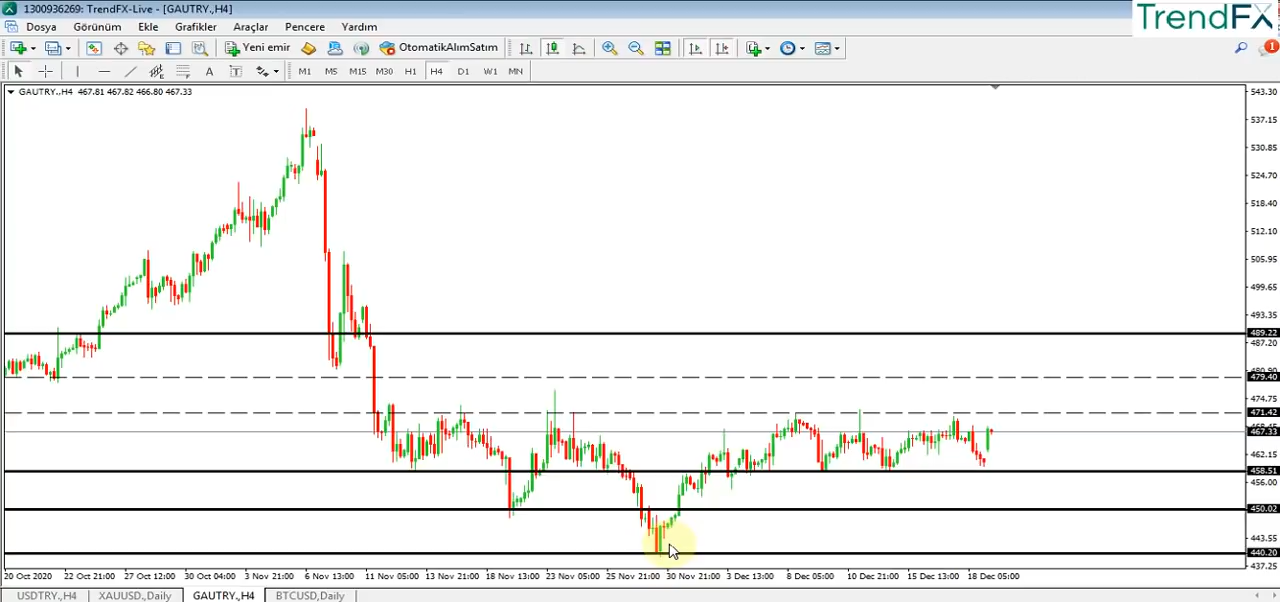 1300936269: TrendFX-Live - [GAUTRY.,H4]
TrendFX
Dosya Görünüm Ekle Grafikler Araçlar Pencere Yardım
Yeni emir OtomatikAlımSatım 1
A T M1 M5 M15 M30 H1 H4 D1 W1 MN
GAUTRY.,H4 467.81 467.82 466.80 467.33
543.30
537.15
530.85
524.70
518.40
512.10
505.95
499.65
493.35
489.22
487.20
479.40
474.75
471.42
467.33
462.15
458.51
456.00
450.02
443.55
440.20
437.25
20 Oct 2020 22 Oct 21:00 27 Oct 12:00 30 Oct 04:00 3 Nov 21:00 6 Nov 13:00 11 Nov 05:00 13 Nov 21:00 18 Nov 13:00 23 Nov 05:00 25 Nov 21:00 30 Nov 21:00 3 Dec 13:00 8 Dec 05:00 10 Dec 21:00 15 Dec 13:00 18 Dec 05:00
USDTRY.,H4 XAUUSD.,Daily GAUTRY.,H4 BTCUSD,Daily